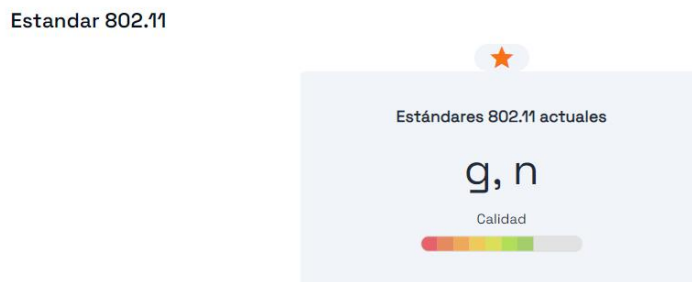 Estandar 802.11
Estándares 802.11 actuales
g, n
Calidad